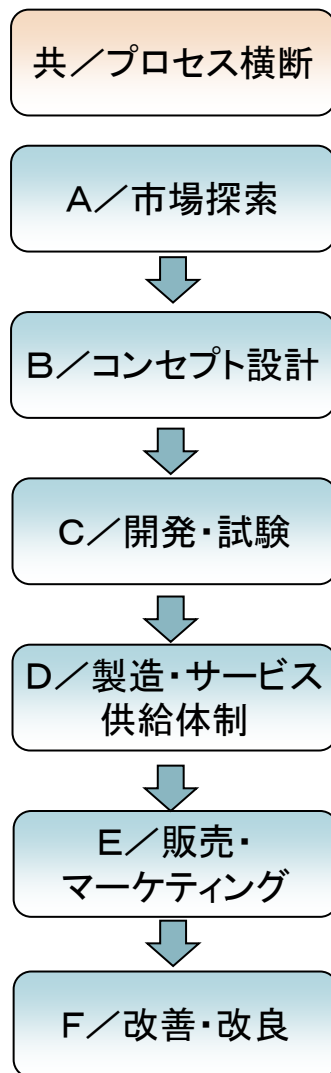 共／プロセス横断
A／市場探索
B／コンセプト設計
C／開発・試験
D／製造・サービス
供給体制
E／販売・
マーケティング
F／改善・改良